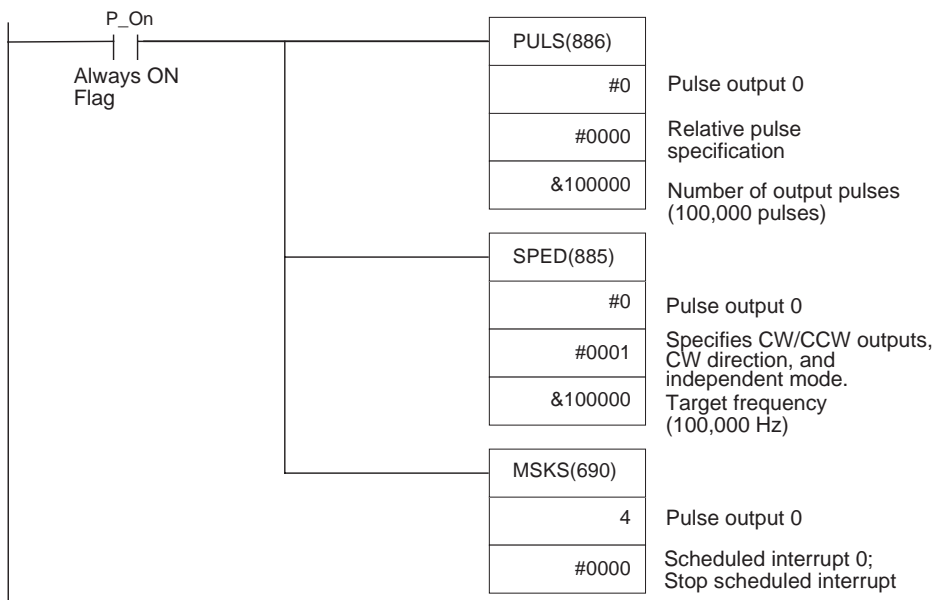 P_On
Always ON
Flag
PULS(886)
#0
Pulse output 0
#0000
Relative pulse
specification
&100000
Number of output pulses
(100,000 pulses)
SPED(885)
#0
Pulse output 0
#0001
Specifies CW/CCW outputs,
CW direction, and
independent mode.
&100000
Target frequency
(100,000 Hz)
MSKS(690)
4
Pulse output 0
#0000
Scheduled interrupt 0;
Stop scheduled interrupt